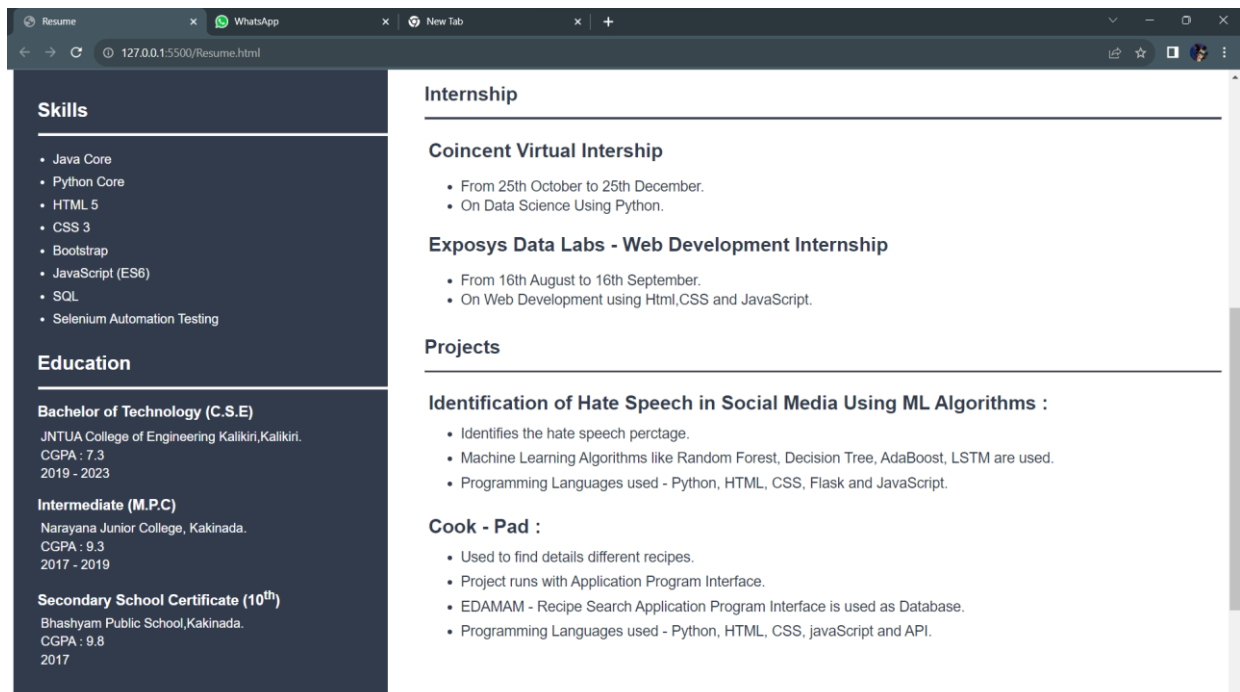 Resume
WhatsApp
New Tab
127.0.0.1:5500/Resume.html
Skills
Java Core
Python Core
HTML 5
CSS 3
Bootstrap
JavaScript (ES6)
SQL
Selenium Automation Testing
Education
Bachelor of Technology (C.S.E)
JNTUA College of Engineering Kalikiri,Kalikiri.
CGPA : 7.3
2019 - 2023
Intermediate (M.P.C)
Narayana Junior College, Kakinada.
CGPA : 9.3
2017 - 2019
Secondary School Certificate (10th)
Bhashyam Public School,Kakinada.
CGPA : 9.8
2017
Internship
Coincent Virtual Intership
From 25th October to 25th December.
On Data Science Using Python.
Exposys Data Labs - Web Development Internship
From 16th August to 16th September.
On Web Development using Html,CSS and JavaScript.
Projects
Identification of Hate Speech in Social Media Using ML Algorithms :
Identifies the hate speech perctage.
Machine Learning Algorithms like Random Forest, Decision Tree, AdaBoost, LSTM are used.
Programming Languages used - Python, HTML, CSS, Flask and JavaScript.
Cook - Pad :
Used to find details different recipes.
Project runs with Application Program Interface.
EDAMAM - Recipe Search Application Program Interface is used as Database.
Programming Languages used - Python, HTML, CSS, javaScript and API.